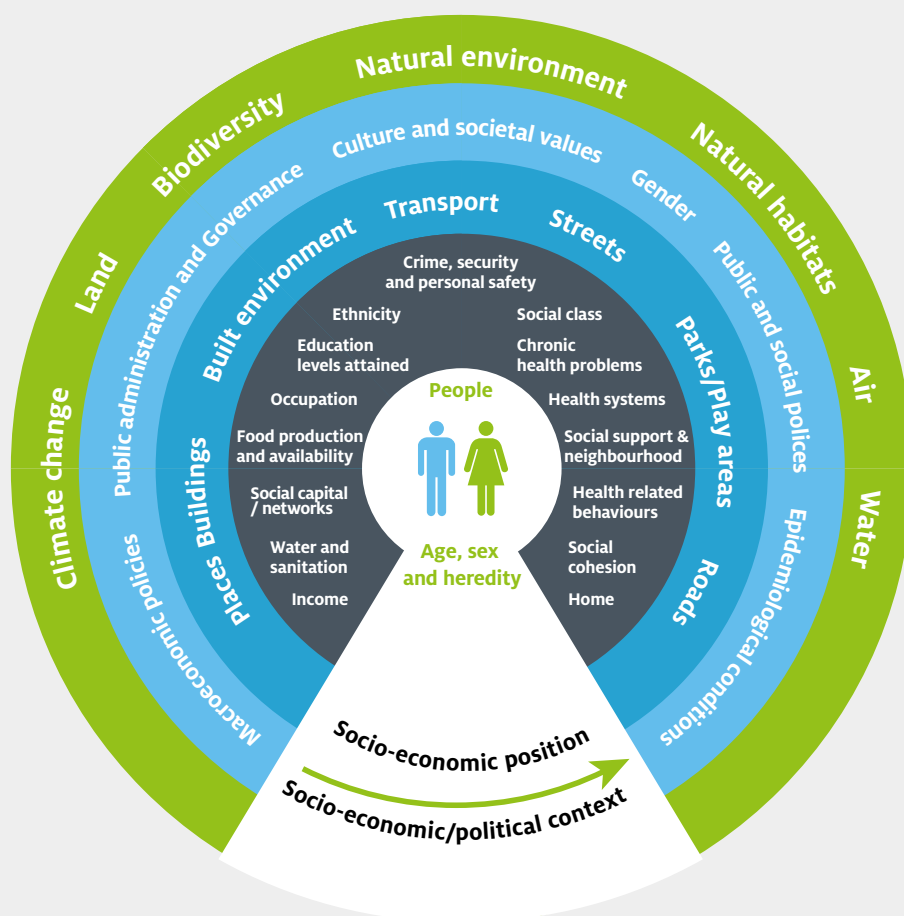 Natural environment
Biodiversity
Land
Climate change
Natural habitats
Air
Water
Culture and societal values
Public administration and Governance
Macroeconomic policies
Gender
Public and social polices
Epidemiological conditions
Transport
Built environment
Buildings
Places
Streets
Parks/Play areas
Roads
Crime, security
and personal safety
Ethnicity
Education
levels attained
Occupation
Food production
and availability
Social capital
/ networks
Water and
sanitation
Income
Social class
Chronic
health problems
Health systems
Social support &
neighbourhood
Health related
behaviours
Social
cohesion
Home
People
Age, sex
and heredity
Socio-economic position
Socio-economic/political context